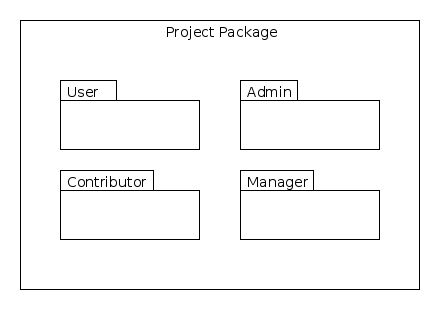 Project Package
User
Admin
Contributor
Manager